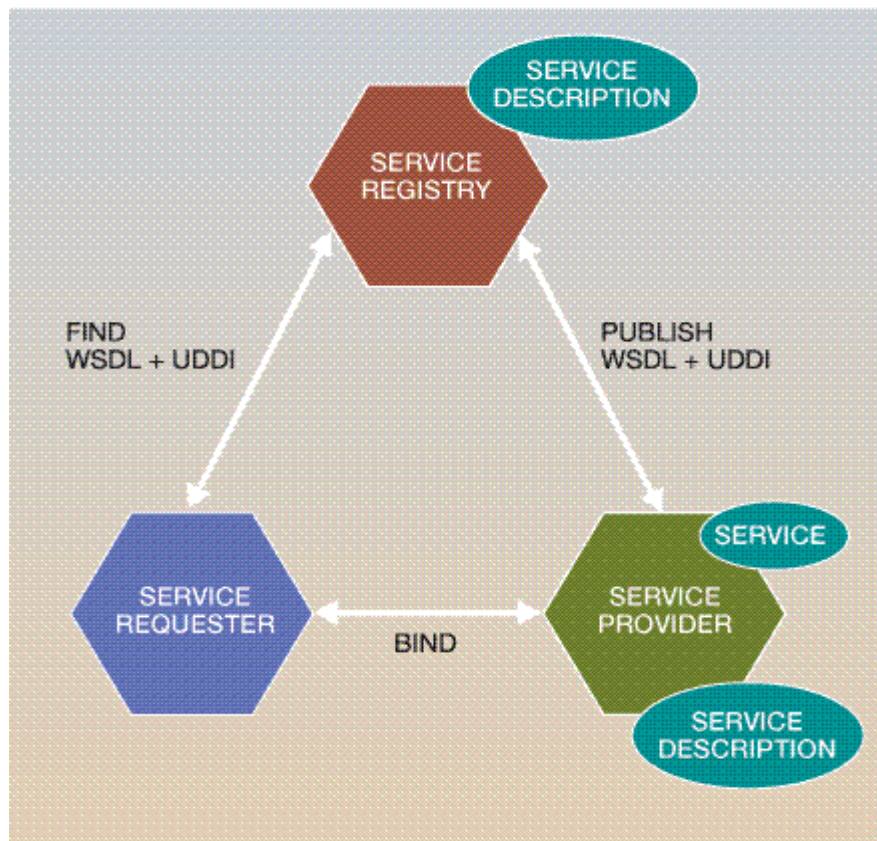 SERVICE
DESCRIPTION
SERVICE
REGISTRY
FIND
WSDL + UDDI
PUBLISH
WSDL + UDDI
SERVICE
SERVICE
REQUESTER
BIND
SERVICE
PROVIDER
SERVICE
DESCRIPTION